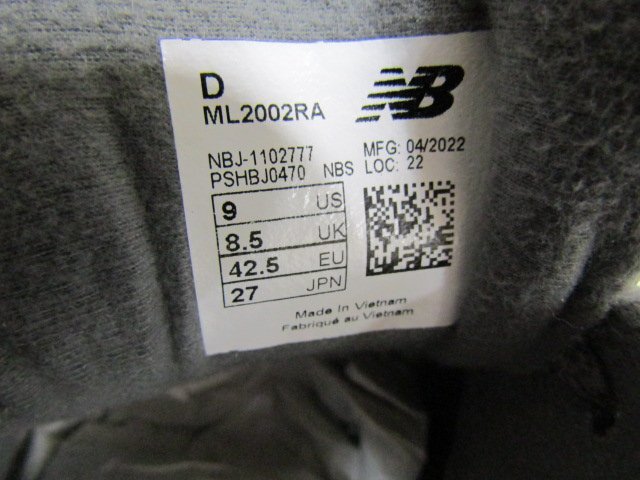 D
ML2002RA
NB
NBJ-1102777
PSHBJ0470 NBS
MFG: 04/2022
LOC: 22
9 US
8.5 UK
42.5 EU
27 JPN
Made In Vietnam
Fabriqué au Vietnam